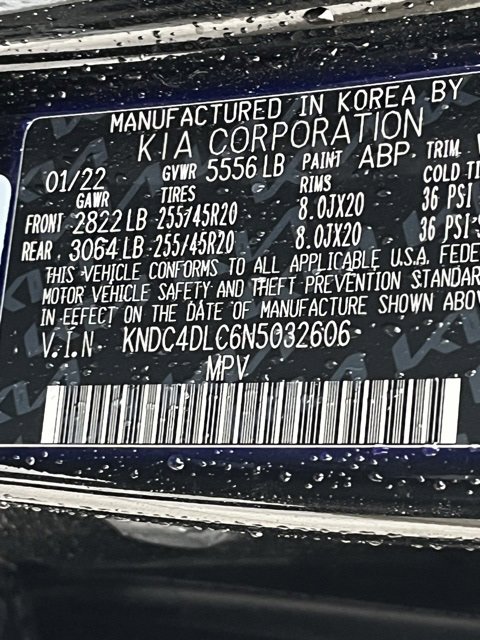 MANUFACTURED IN KOREA BY
KIA CORPORATION
01/22 GVWR 5556 LB PAINT ABP TRIM
GAWR TIRES RIMS COLD TI
FRONT 2822 LB 255/45R20 8.0JX20 36 PSI
REAR 3064 LB 255/45R20 8.0JX20 36 PSI
THIS VEHICLE CONFORMS TO ALL APPLICABLE U.S.A. FEDE
MOTOR VEHICLE SAFETY AND THEFT PREVENTION STANDAR
IN EFFECT ON THE DATE OF MANUFACTURE SHOWN ABOV
V.I.N KNDC4DLC6N5032606
MPV